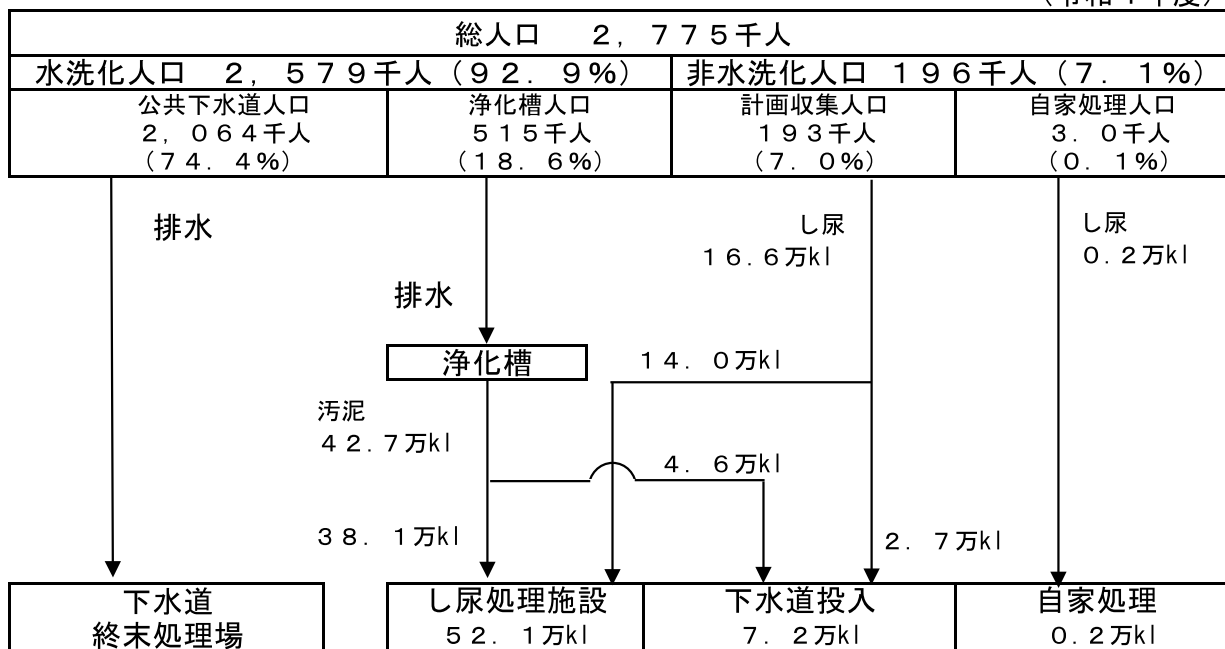 総人口　２，７７５千人
水洗化人口　２，５７９千人（９２．９％）
非水洗化人口 １９６千人（７．１％）
公共下水道人口
２，０６４千人
（７４．４％）
浄化槽人口
５１５千人
（１８．６％）
計画収集人口
１９３千人
（７．０％）
自家処理人口
３．０千人
（０．１％）
排水
し尿
１６．６万kl
し尿
０．２万kl
排水
浄化槽
１４．０万kl
汚泥
４２.７万kl
４．６万kl
３８．１万kl
２．７万kl
下水道
終末処理場
し尿処理施設
５２．１万kl
下水道投入
７.２万kl
自家処理
０.２万kl